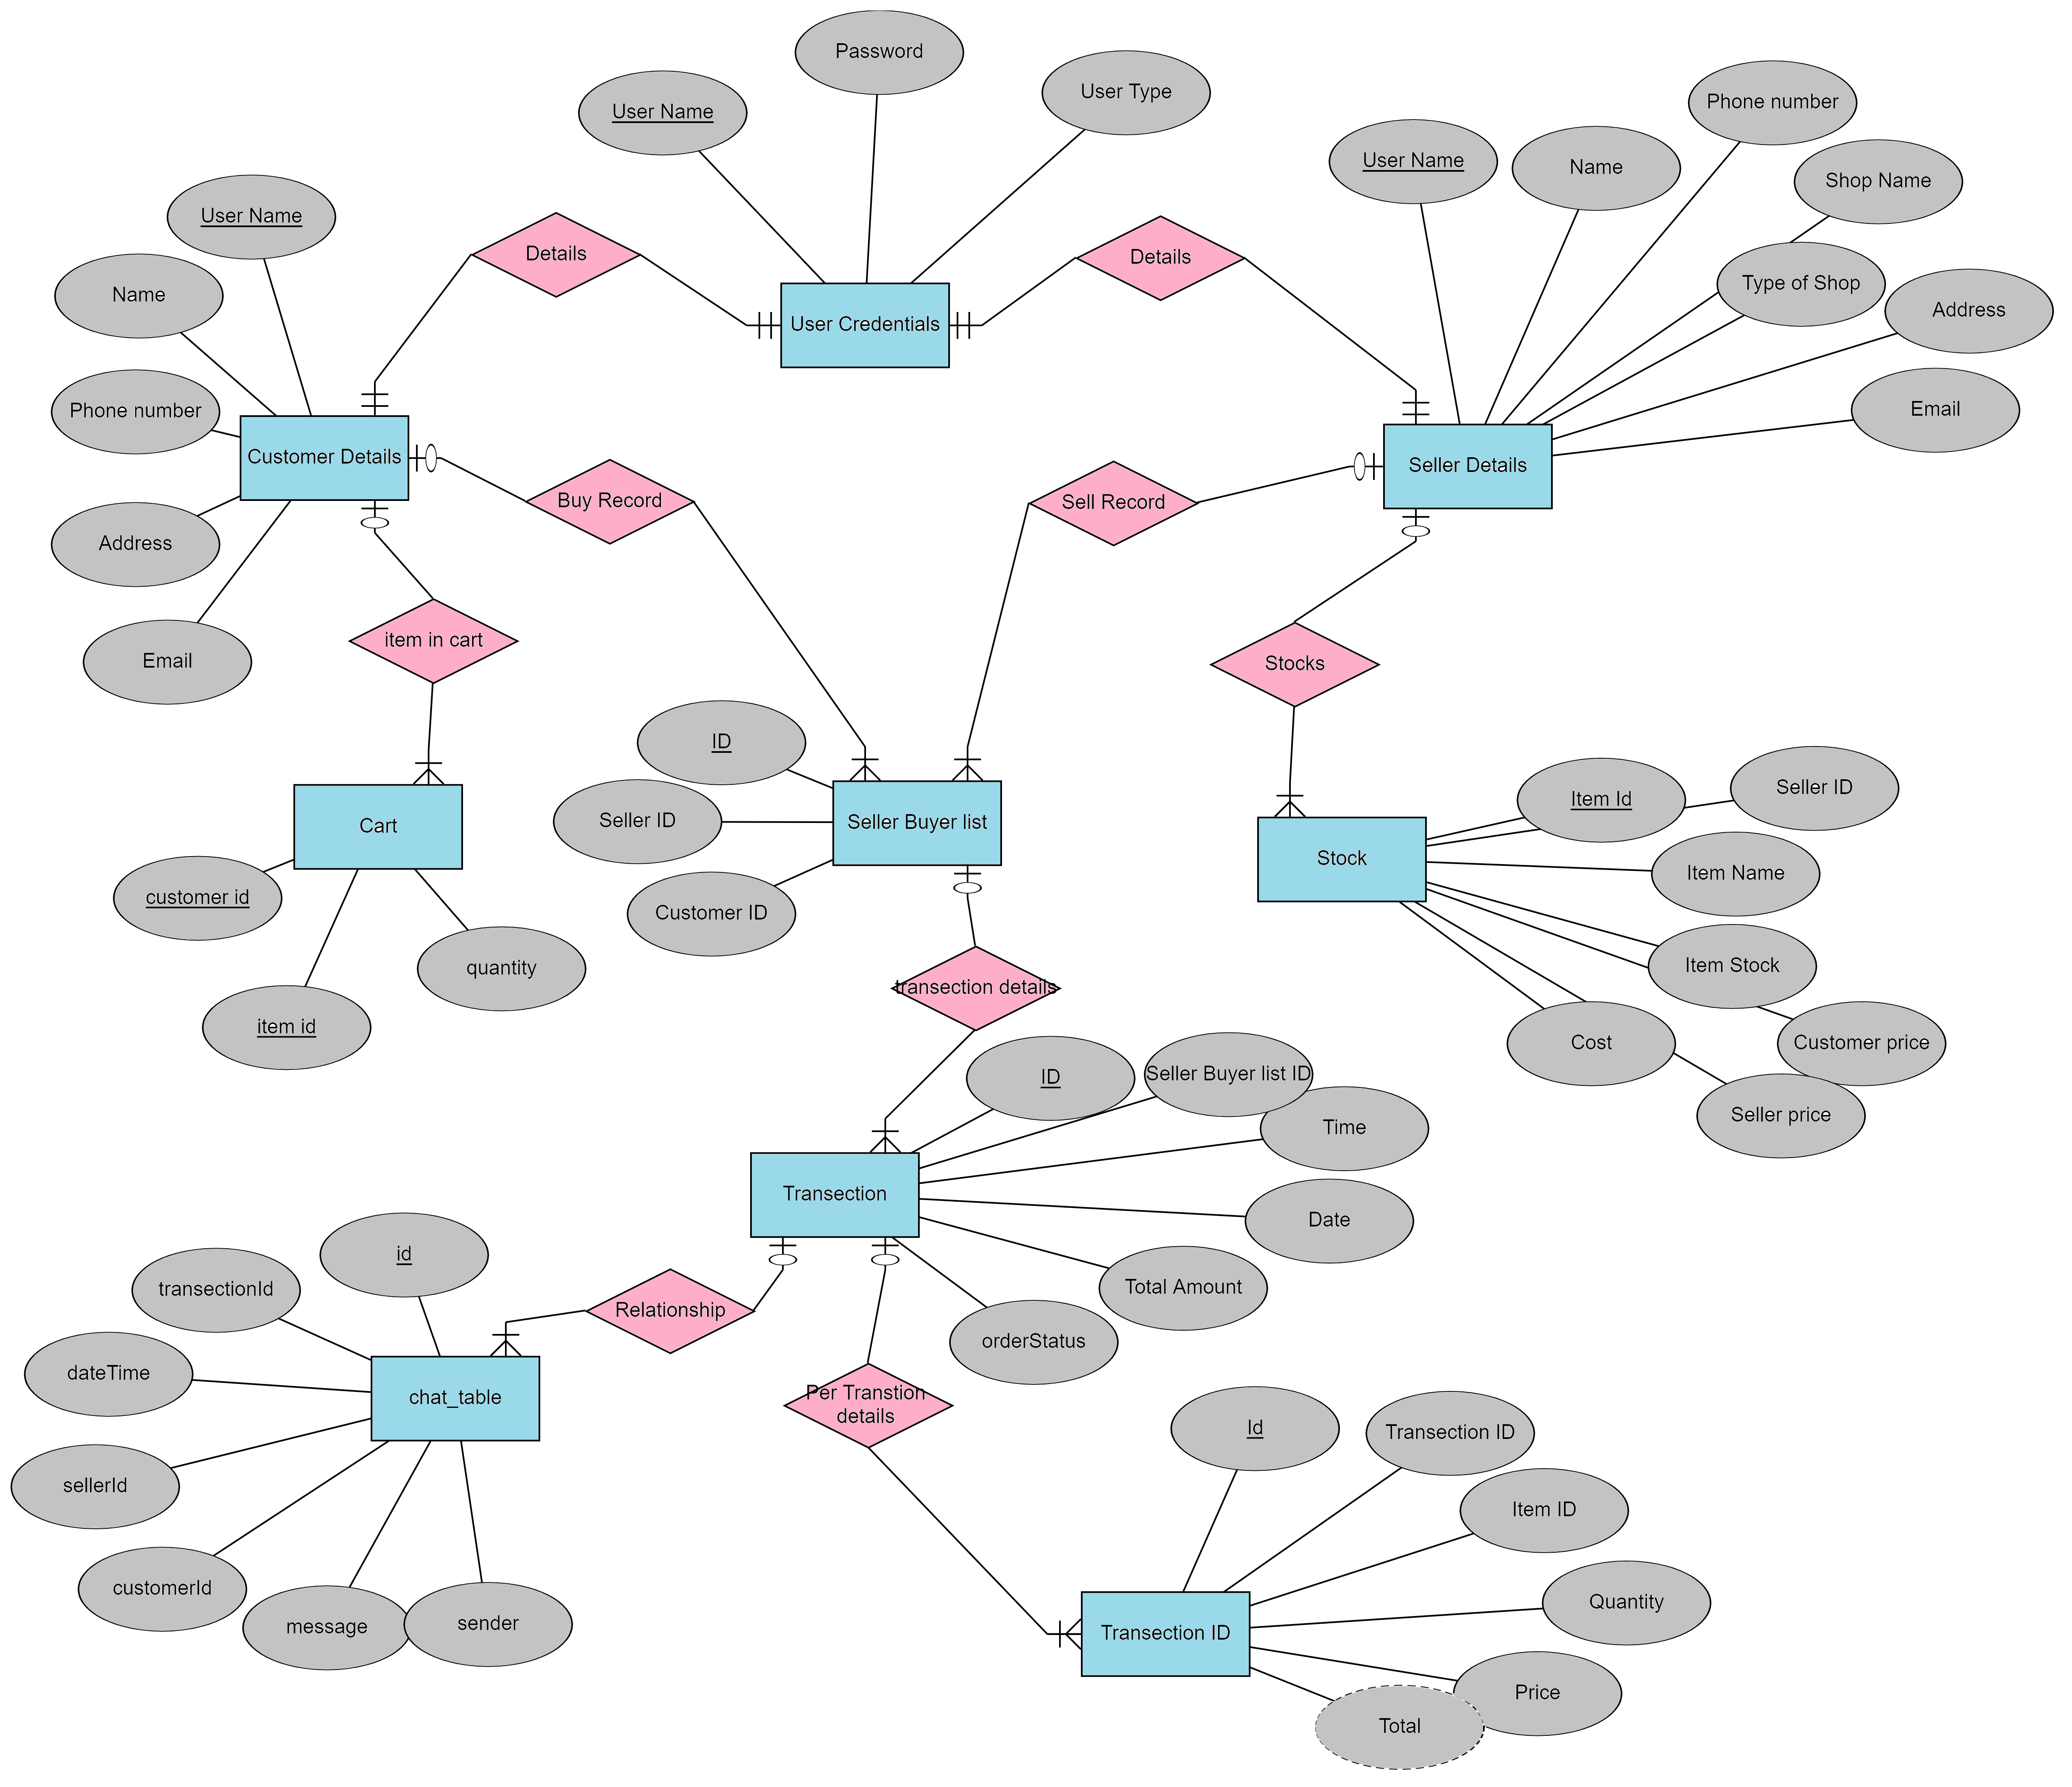 Password
User Type
User Name
Phone number
User Name
Name
Shop Name
User Name
Details
Details
Type of Shop
Name
User Credentials
Address
Phone number
Customer Details
Email
Seller Details
Buy Record
Sell Record
Address
Email
item in cart
Stocks
ID
Item Id
Seller ID
Cart
Seller ID
Seller Buyer list
Stock
Item Name
customer id
Customer ID
quantity
transection details
Item Stock
item id
Cost
Customer price
ID
Seller Buyer list ID
Time
Seller price
Transection
Date
id
transectionId
Total Amount
Relationship
orderStatus
dateTime
chat_table
Per Transtion
details
Id
Transection ID
sellerId
Item ID
customerId
Quantity
message
sender
Transection ID
Price
Total